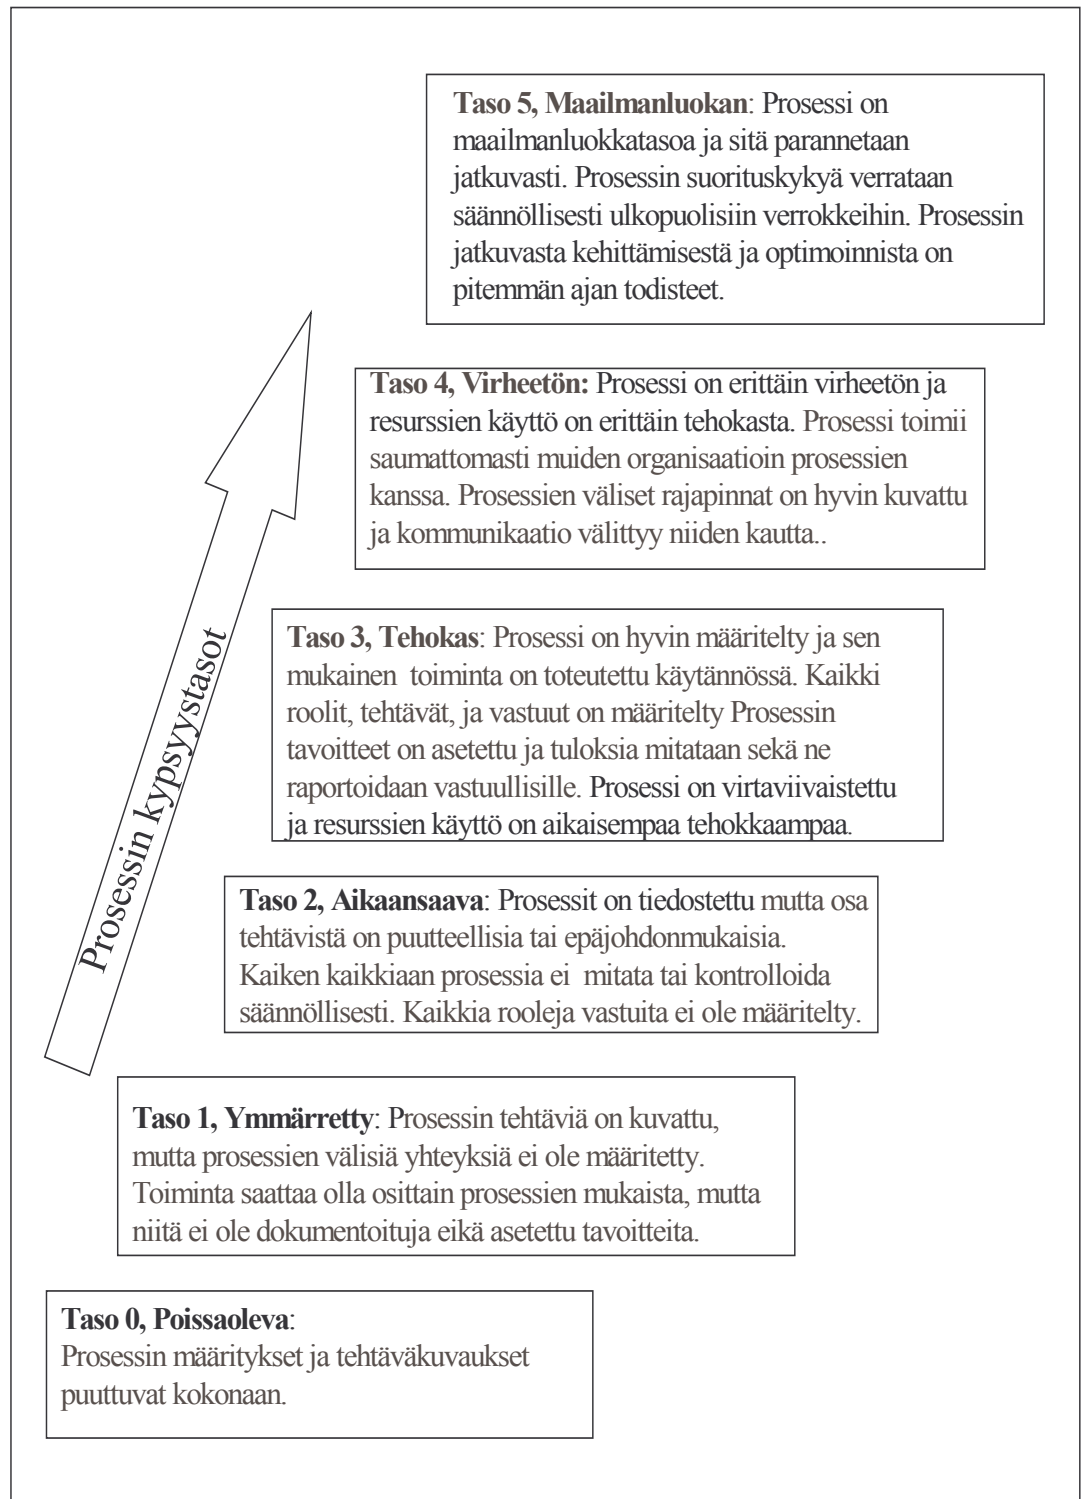 Taso 5, Maailmanluokan: Prosessi on
maailmanluokkatasoa ja sitä parannetaan
jatkuvasti. Prosessin suorituskykyä verrataan
säännöllisesti ulkopuolisiin verrokkeihin. Prosessin
jatkuvasta kehittämisestä ja optimoinnista on
pitemmän ajan todisteet.
Taso 4, Virheetön: Prosessi on erittäin virheetön ja
resurssien käyttö on erittäin tehokasta. Prosessi toimii
saumattomasti muiden organisaatioin prosessien
kanssa. Prosessien väliset rajapinnat on hyvin kuvattu
ja kommunikaatio välittyy niiden kautta..
Taso 3, Tehokas: Prosessi on hyvin määritelty ja sen
mukainen toiminta on toteutettu käytännössä. Kaikki
roolit, tehtävät, ja vastuut on määritelty Prosessin
tavoitteet on asetettu ja tuloksia mitataan sekä ne
raportoidaan vastuullisille. Prosessi on virtaviivaistettu
ja resurssien käyttö on aikaisempaa tehokkaampaa.
Prosessin kypsyystasot
Taso 2, Aikaansaava: Prosessit on tiedostettu mutta osa
tehtävistä on puutteellisia tai epäjohdonmukaisia.
Kaiken kaikkiaan prosessia ei mitata tai kontrolloida
säännöllisesti. Kaikkia rooleja vastuita ei ole määritelty.
Taso 1, Ymmärretty: Prosessin tehtäviä on kuvattu,
mutta prosessien välisiä yhteyksiä ei ole määritetty.
Toiminta saattaa olla osittain prosessien mukaista, mutta
niitä ei ole dokumentoituja eikä asetettu tavoitteita.
Taso 0, Poissaoleva:
Prosessin määritykset ja tehtäväkuvaukset
puuttuvat kokonaan.